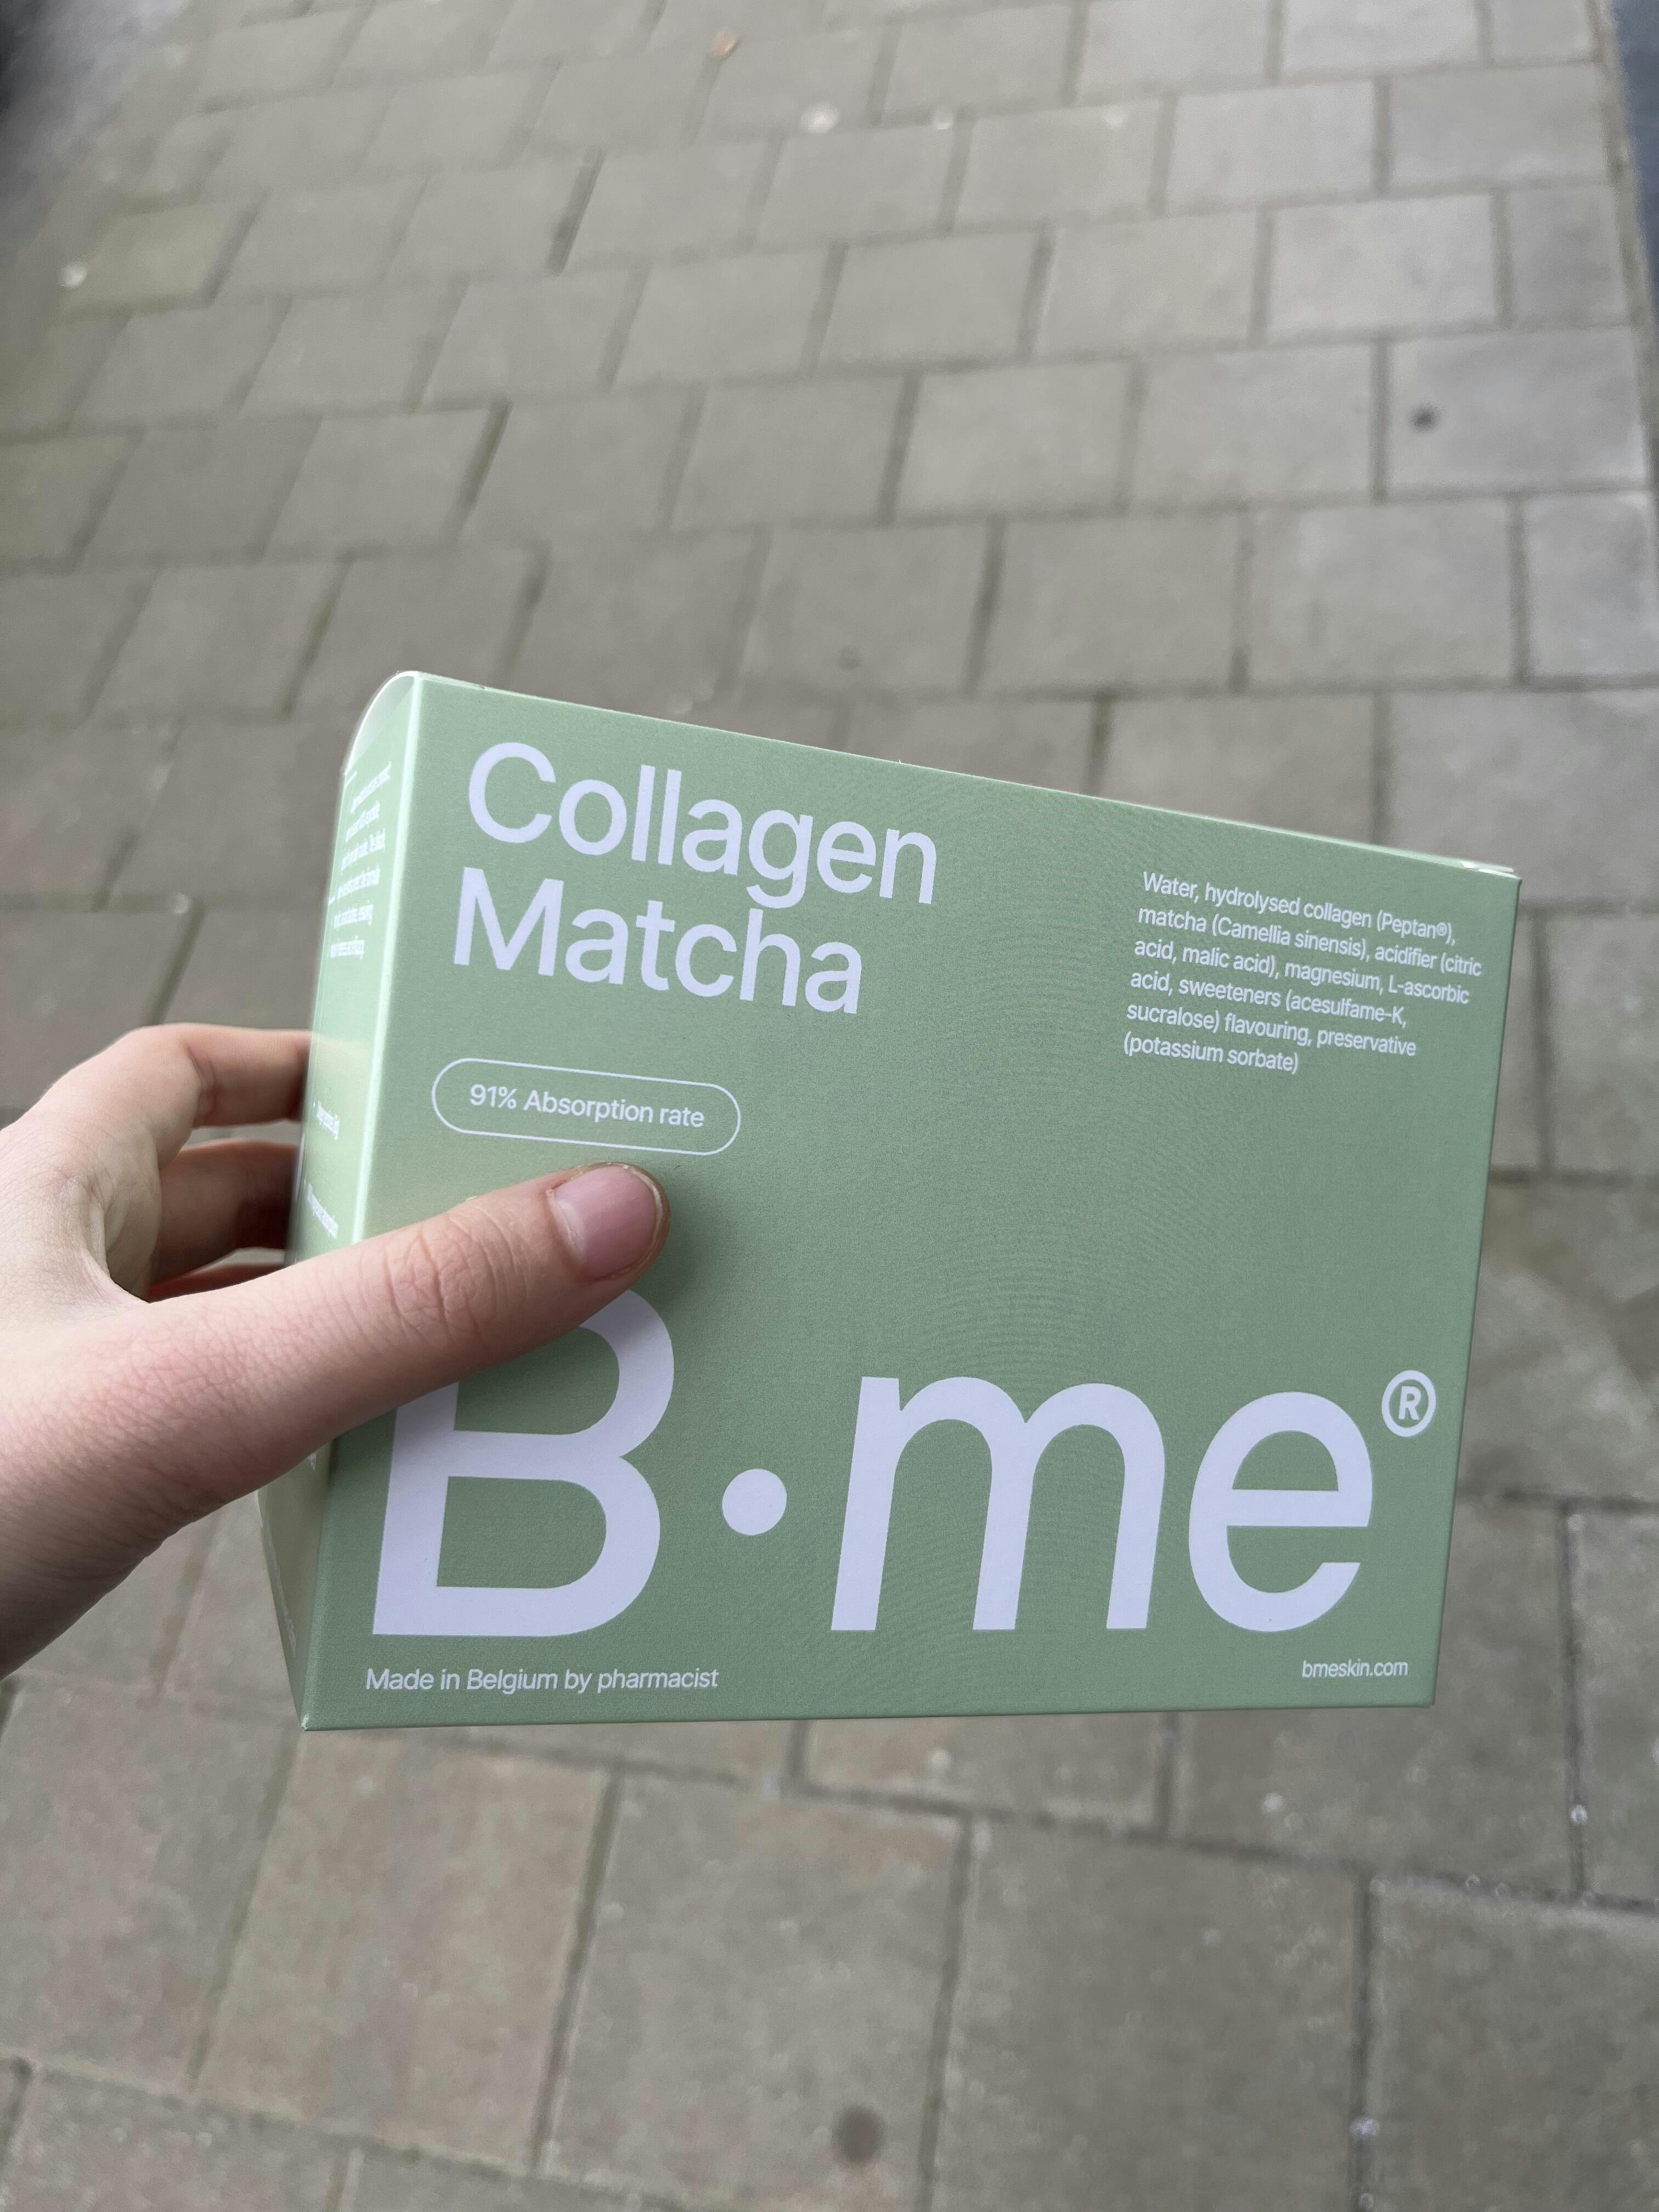 Collagen
Matcha
Water, hydrolysed collagen (Peptan®),
matcha (Camellia sinensis), acidifier (citric
acid, malic acid), magnesium, L-ascorbic
acid, sweeteners (acesulfame-K,
sucralose) flavouring, preservative
(potassium sorbate)
91% Absorption rate
B·me®
Made in Belgium by pharmacist
bmeskin.com